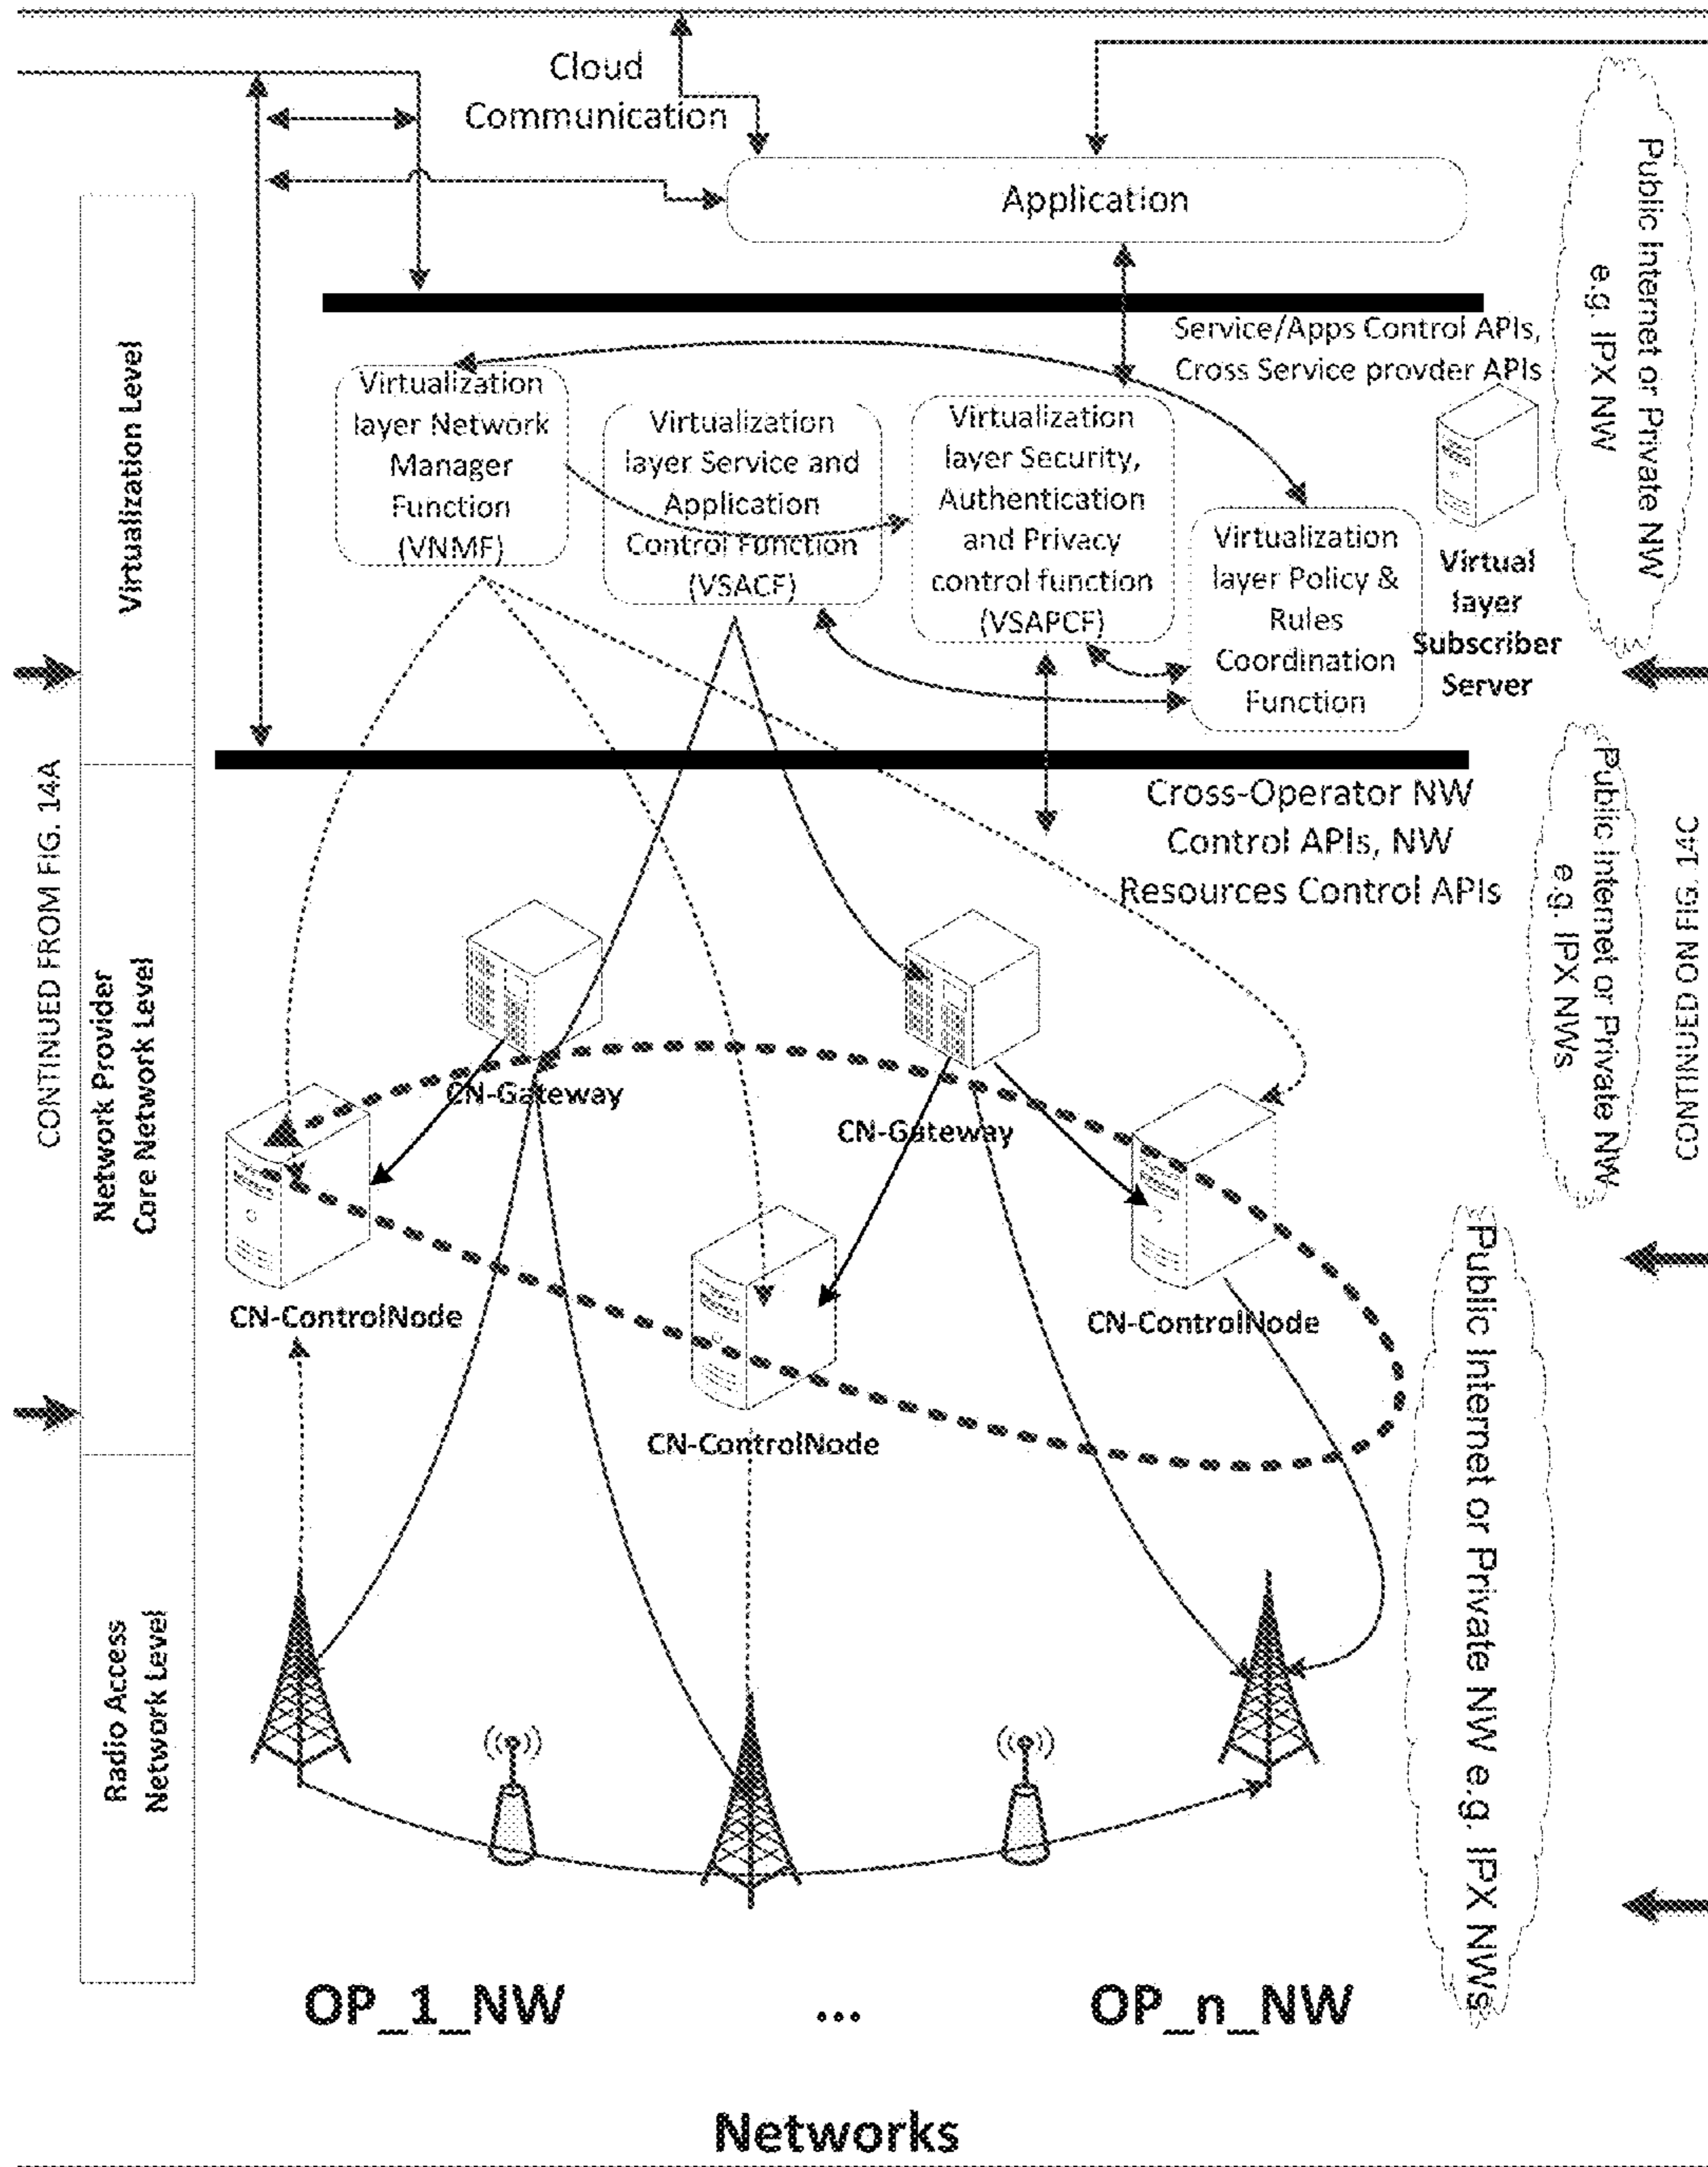 Cloud
Communication
Application
Public Internet or Private NW
e.g. IPX NW
Service/Apps Control APIs,
Cross Service provder APIs
Virtualization Level
Virtualization
layer Network
Manager
Function
(VNMF)
Virtualization
layer Service and
Application
Control Function
(VSACF)
Virtualization
layer Security,
Authentication
and Privacy
control function
(VSAPCF)
Virtualization
layer Policy &
Rules
Coordination
Function
Virtual
layer
Subscriber
Server
CONTINUED FROM FIG. 14A
Network Provider
Core Network Level
Cross-Operator NW
Control APIs, NW
Resources Control APIs
Public Internet or Private NW
e.g. IPX NWs
CONTINUED ON FIG. 14C
CN-Gateway
CN-Gateway
CN-ControlNode
CN-ControlNode
CN-ControlNode
Radio Access
Network Level
Public Internet or Private NW e.g. IPX NWs
OP_1_NW
...
OP_n_NW
Networks